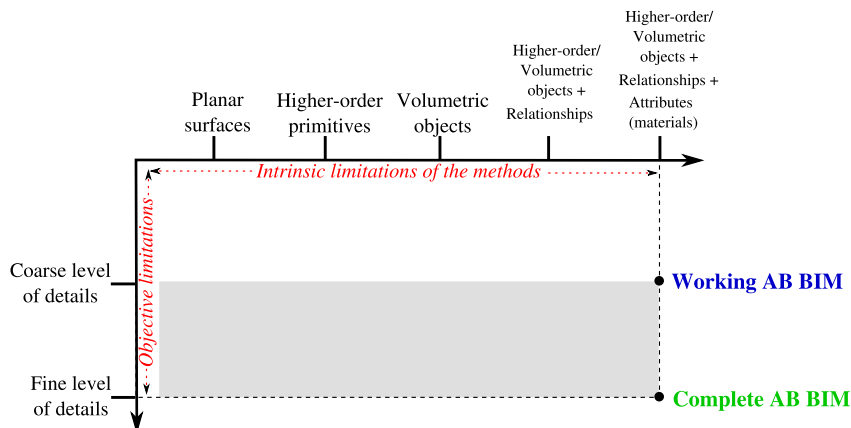 Planar
surfaces
Higher-order
primitives
Volumetric
objects
Higher-order/
Volumetric
objects +
Relationships
Higher-order/
Volumetric
objects +
Relationships +
Attributes
(materials)
Intrinsic limitations of the methods
Objective limitations
Coarse level
of details
Working AB BIM
Fine level
of details
Complete AB BIM